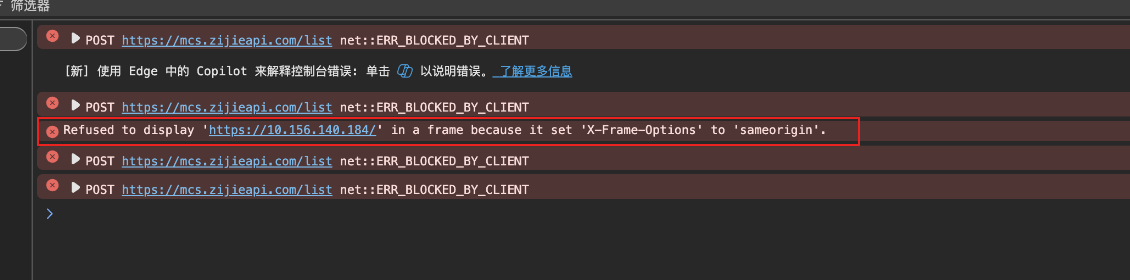 筛选器
POST https://mcs.zijieapi.com/list net::ERR_BLOCKED_BY_CLIENT
[新] 使用 Edge 中的 Copilot 来解释控制台错误: 单击 以说明错误。 了解更多信息
POST https://mcs.zijieapi.com/list net::ERR_BLOCKED_BY_CLIENT
Refused to display 'https://10.156.140.184/' in a frame because it set 'X-Frame-Options' to 'sameorigin'.
POST https://mcs.zijieapi.com/list net::ERR_BLOCKED_BY_CLIENT
POST https://mcs.zijieapi.com/list net::ERR_BLOCKED_BY_CLIENT